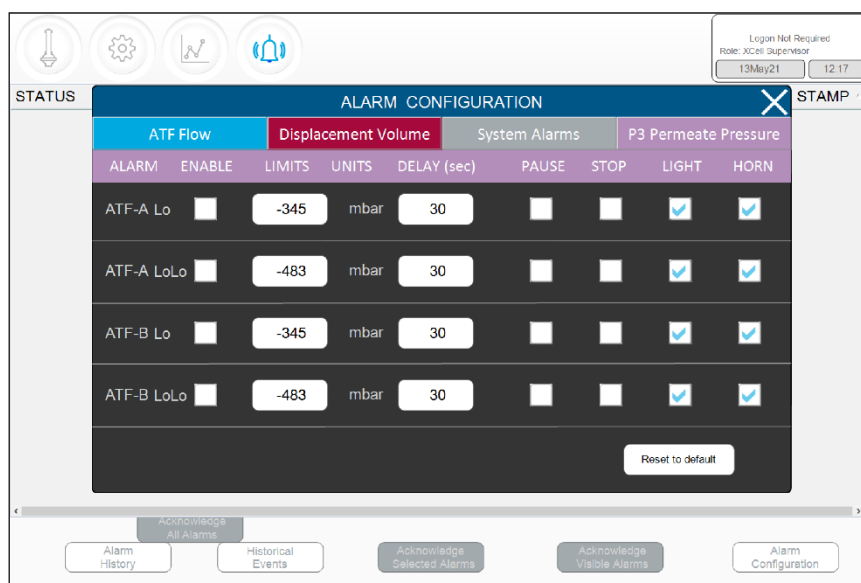 Logon Not Required
Role: XCell Supervisor
13May21 12:17
STATUS STAMP
ALARM CONFIGURATION
ATF Flow Displacement Volume System Alarms P3 Permeate Pressure
ALARM ENABLE LIMITS UNITS DELAY (sec) PAUSE STOP LIGHT HORN
ATF-A Lo -345 mbar 30
ATF-A LoLo -483 mbar 30
ATF-B Lo -345 mbar 30
ATF-B LoLo -483 mbar 30
Reset to default
Acknowledge
All Alarms
Alarm
History
Historical
Events
Acknowledge
Selected Alarms
Acknowledge
Visible Alarms
Alarm
Configuration